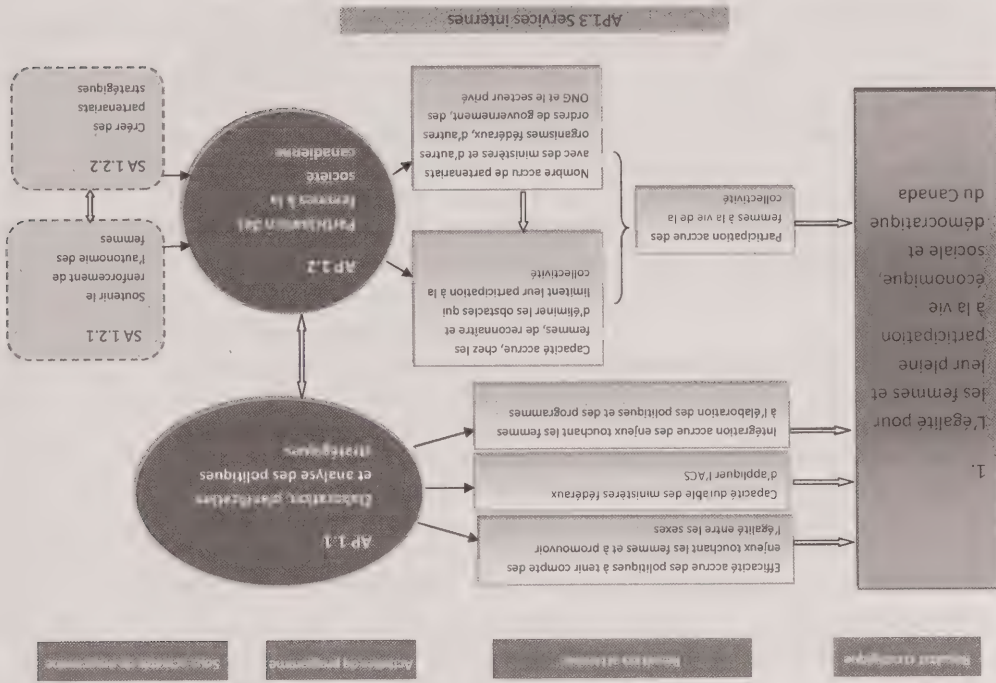 Résultat stratégique
Résultats attendus
Activité de programme
Sous-activité de programme
1.
L'égalité pour
les femmes et
leur pleine
participation
à la vie
économique,
sociale et
démocratique
du Canada
Efficacité accrue des politiques à tenir compte des
enjeux touchant les femmes et à promouvoir
l'égalité entre les sexes
Capacité durable des ministères fédéraux
d'appliquer l'ACS
Intégration accrue des enjeux touchant les femmes
à l'élaboration des politiques et des programmes
AP 1.1
Élaboration, planification
et analyse des politiques
stratégiques
Participation accrue des
femmes à la vie de la
collectivité
Capacité accrue, chez les
femmes, de reconnaître et
d'éliminer les obstacles qui
limitent leur participation à la
collectivité
Nombre accru de partenariats
avec des ministères et d'autres
organismes fédéraux, d'autres
ordres de gouvernement, des
ONG et le secteur privé
AP1.2
Participation des
femmes à la
société
canadienne
SA 1.2.1
Soutenir le
renforcement de
l'autonomie des
femmes
SA 1.2.2
Créer des
partenariats
stratégiques
AP1.3 Services internes